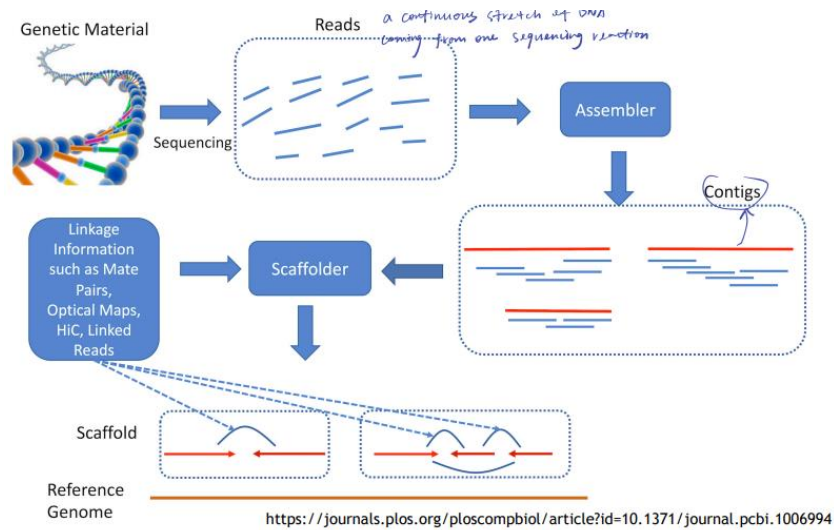 Genetic Material
Reads
a continuous stretch of DNA
coming from one sequencing reaction
Sequencing
Assembler
Contigs
Linkage
Information
such as Mate
Pairs,
Optical Maps,
HiC, Linked
Reads
Scaffolder
Scaffold
Reference
Genome
https://journals.plos.org/ploscompbiol/article?id=10.1371/journal.pcbi.1006994